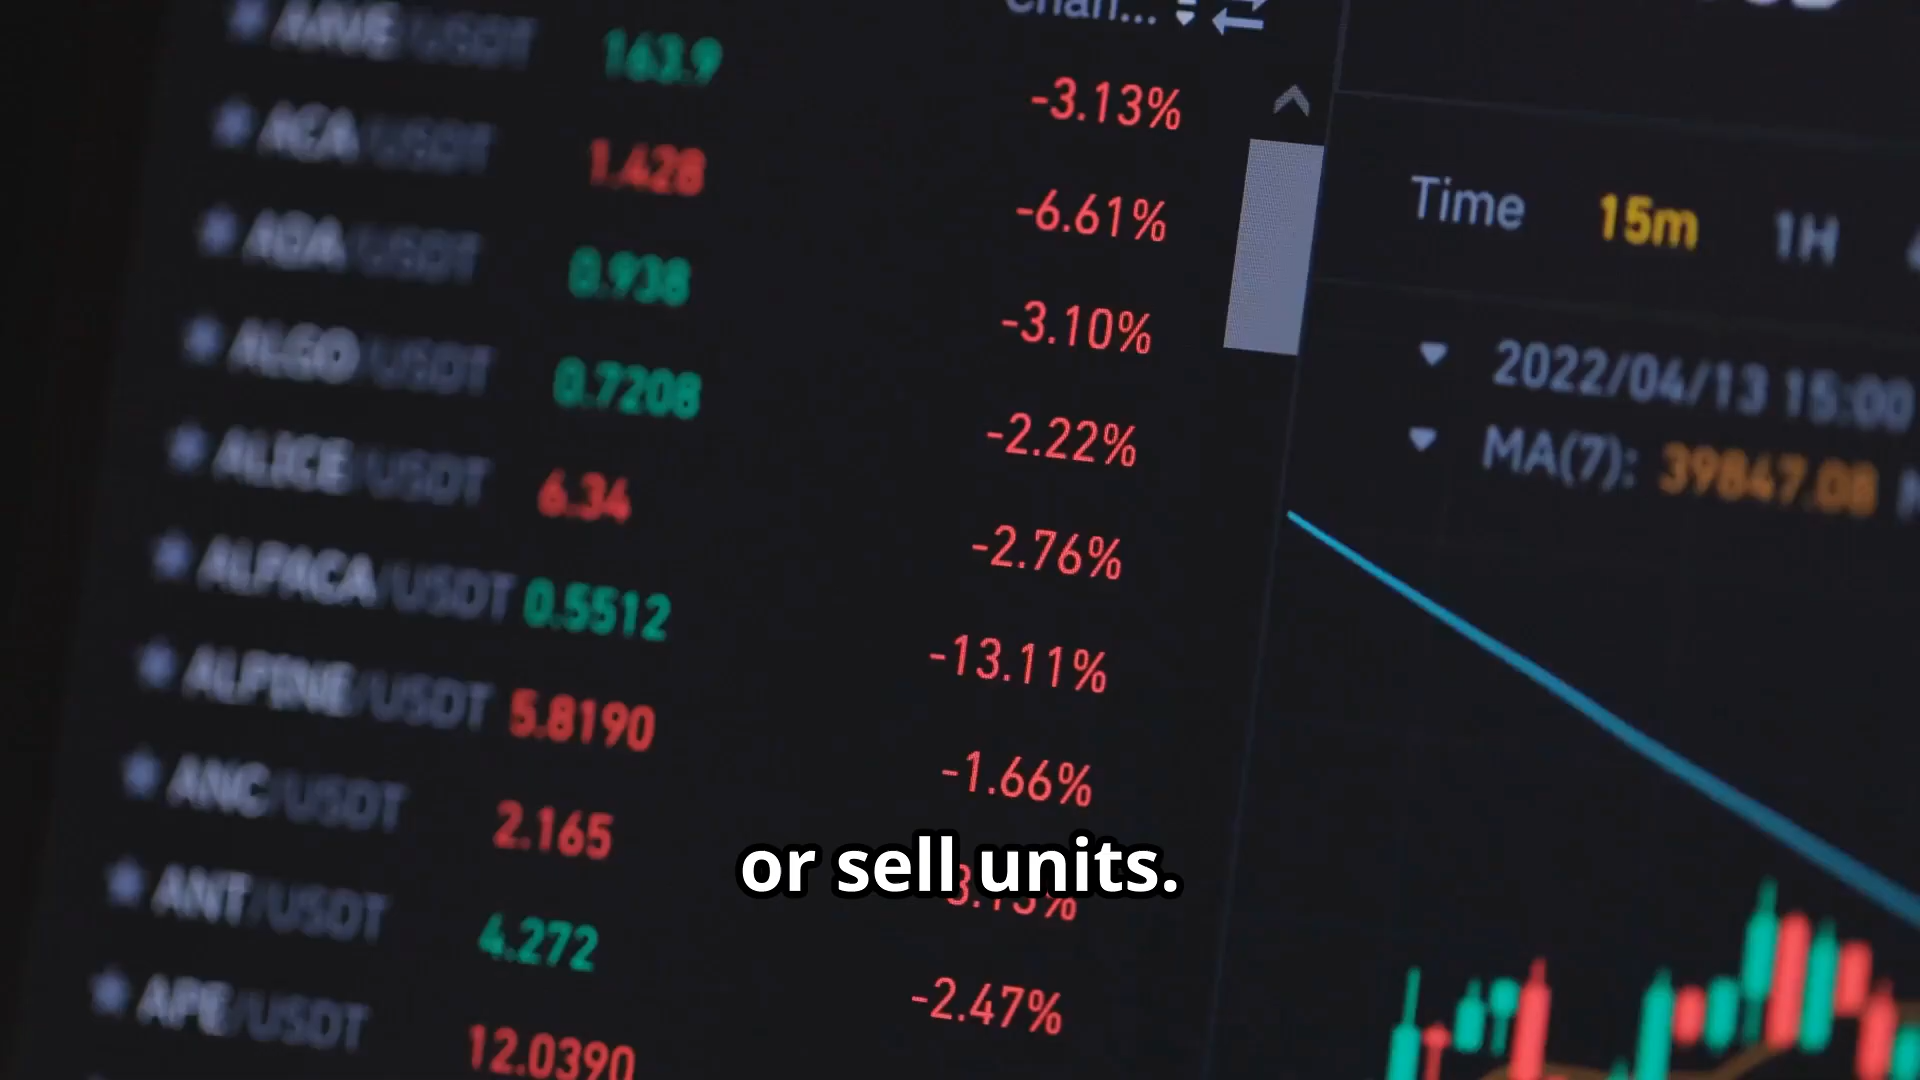 Chan...
AAVE/USDT 163.9 -3.13%
ACA/USDT 1.428 -6.61%
ADA/USDT 0.938 -3.10%
ALGO/USDT 0.7208 -2.22%
ALICE/USDT 6.34 -2.76%
ALPACA/USDT 0.5512 -13.11%
ALPINE/USDT 5.8190 -1.66%
ANC/USDT 2.165
ANT/USDT 4.272 -2.47%
APE/USDT 12.0390
Time 15m 1H
2022/04/13 15:00
MA(7): 39847.08
or sell units.